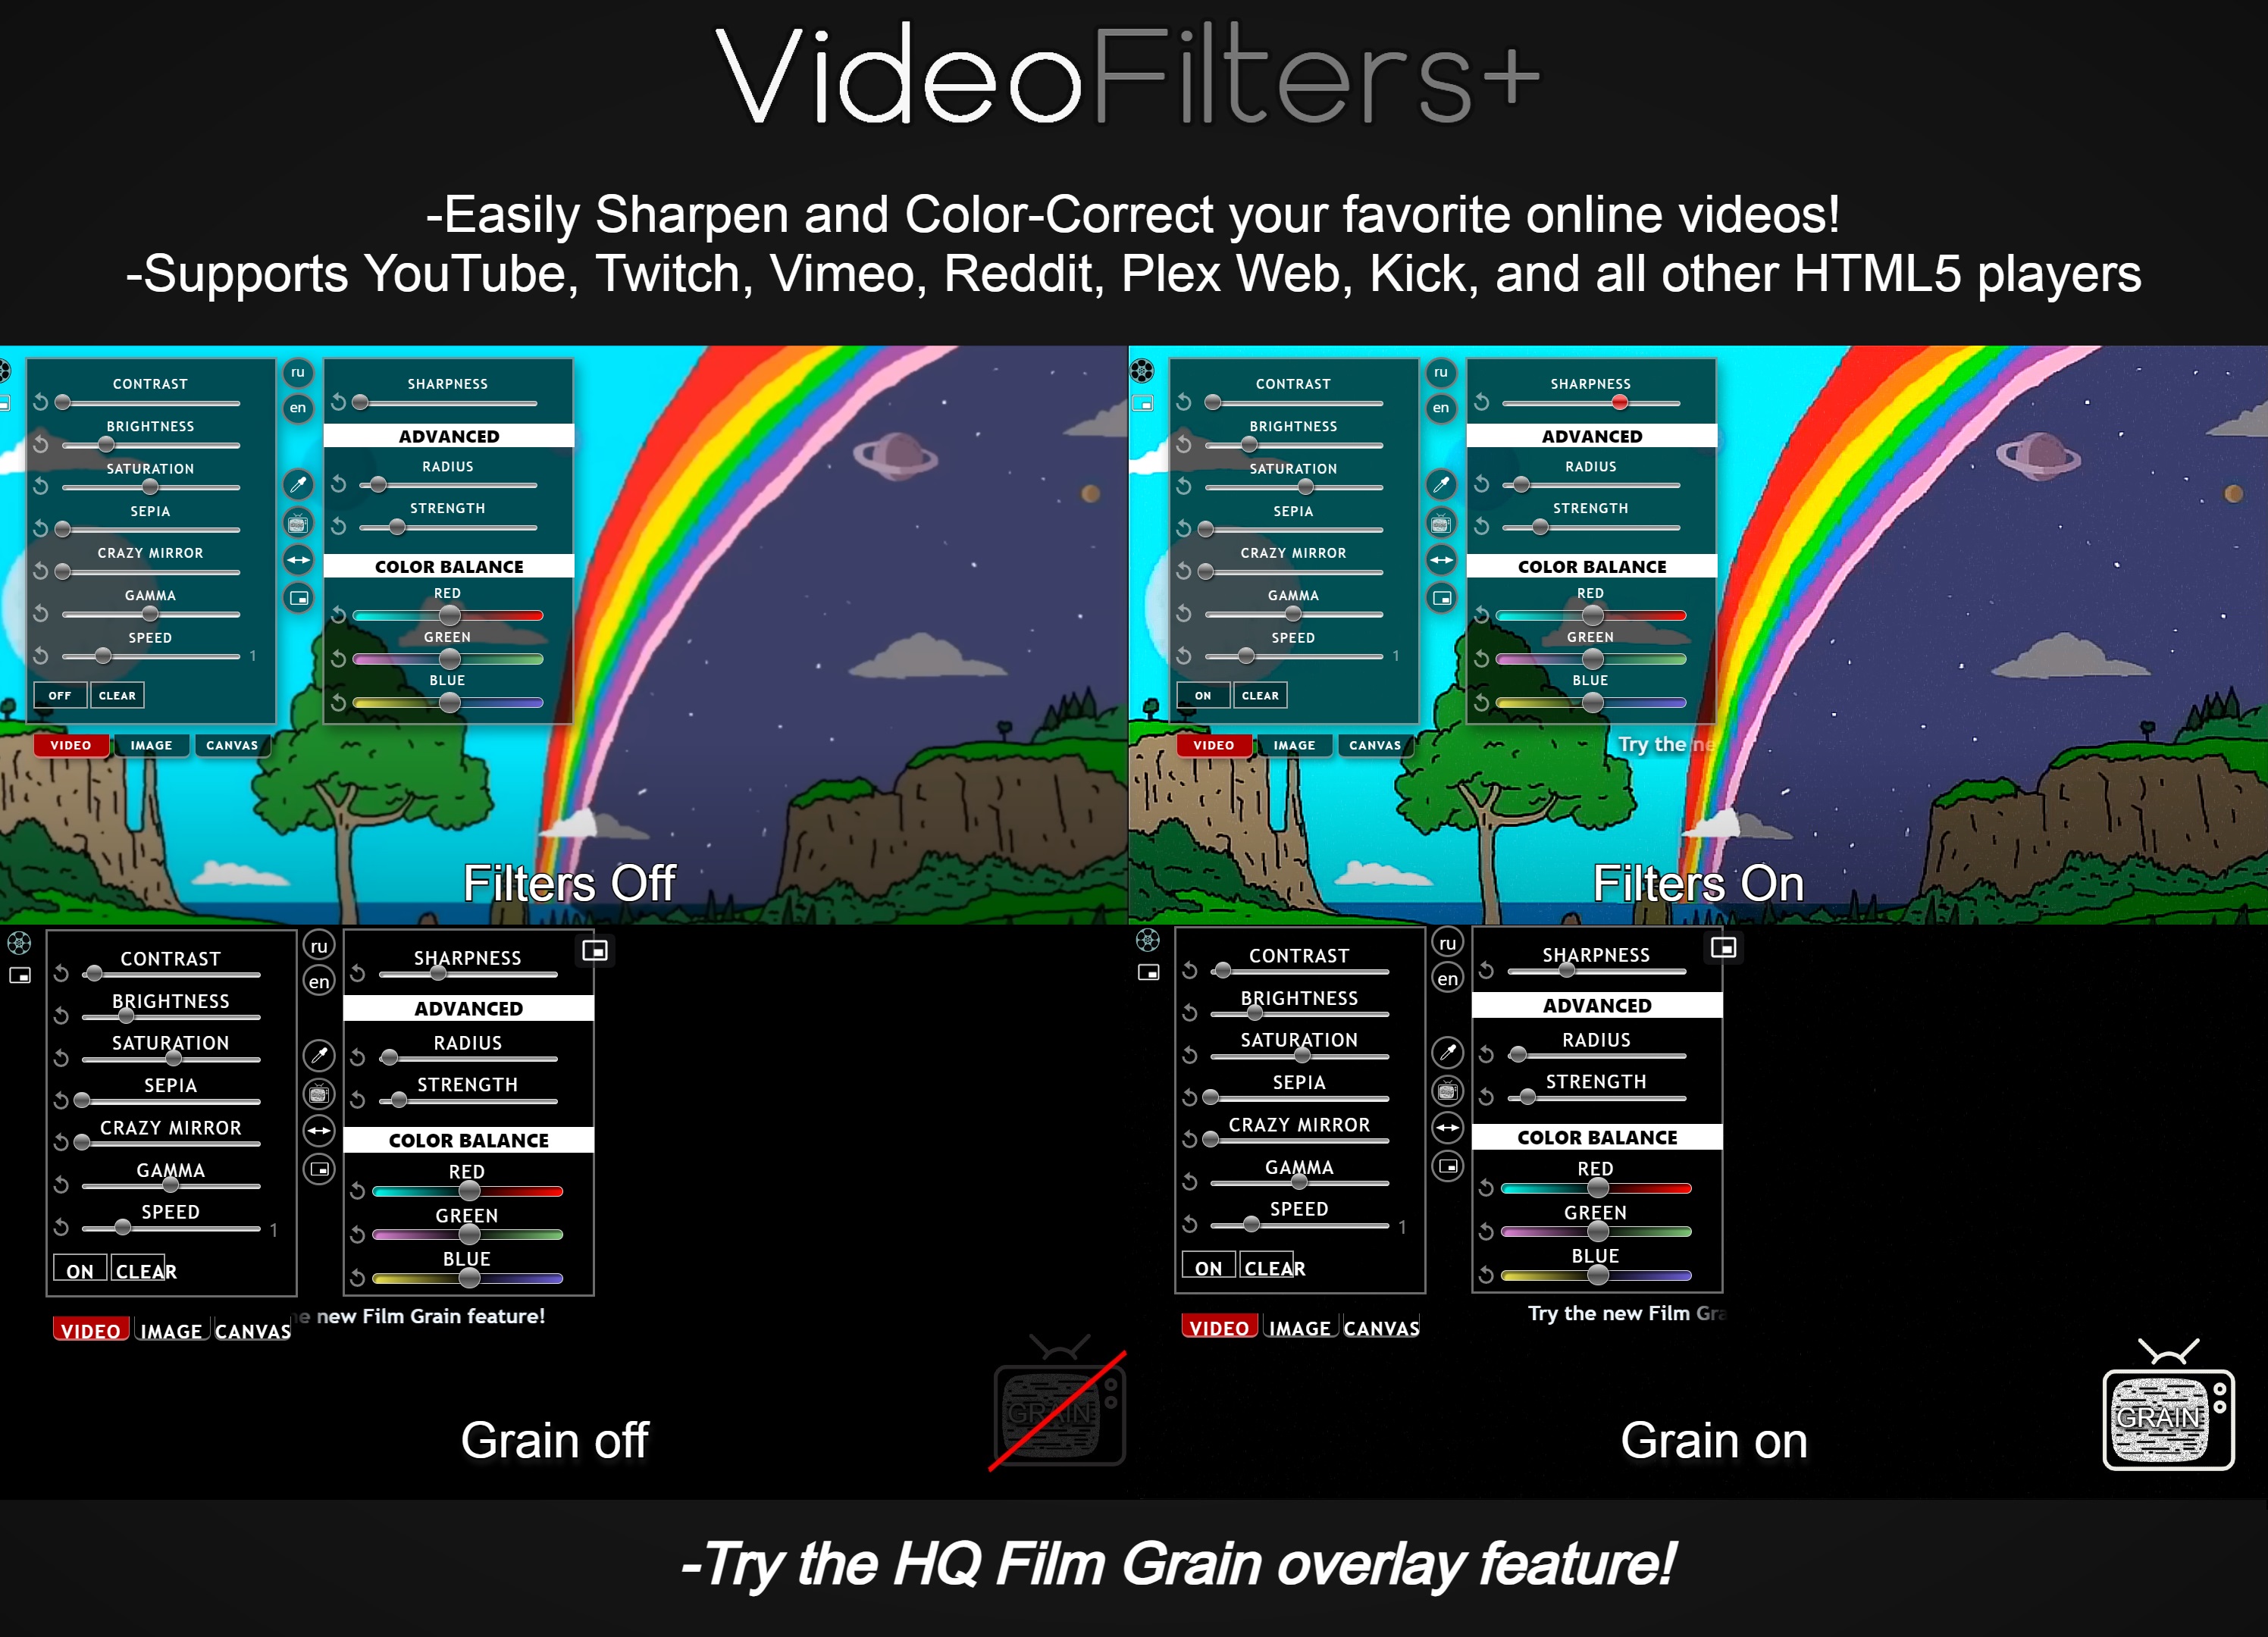 VideoFilters+
-Easily Sharpen and Color-Correct your favorite online videos!
-Supports YouTube, Twitch, Vimeo, Reddit, Plex Web, Kick, and all other HTML5 players
CONTRAST
BRIGHTNESS
SATURATION
SEPIA
CRAZY MIRROR
GAMMA
SPEED
1
OFF CLEAR
VIDEO IMAGE CANVAS
ru
en
SHARPNESS
ADVANCED
RADIUS
STRENGTH
COLOR BALANCE
RED
GREEN
BLUE
Filters Off
CONTRAST
BRIGHTNESS
SATURATION
SEPIA
CRAZY MIRROR
GAMMA
SPEED
1
ON CLEAR
VIDEO IMAGE CANVAS
ru
en
SHARPNESS
ADVANCED
RADIUS
STRENGTH
COLOR BALANCE
RED
GREEN
BLUE
Try the ne
Filters On
CONTRAST
BRIGHTNESS
SATURATION
SEPIA
CRAZY MIRROR
GAMMA
SPEED
1
ON CLEAR
VIDEO IMAGE CANVAS
ru
en
SHARPNESS
ADVANCED
RADIUS
STRENGTH
COLOR BALANCE
RED
GREEN
BLUE
e new Film Grain feature!
GRAIN
Grain off
CONTRAST
BRIGHTNESS
SATURATION
SEPIA
CRAZY MIRROR
GAMMA
SPEED
1
ON CLEAR
VIDEO IMAGE CANVAS
ru
en
SHARPNESS
ADVANCED
RADIUS
STRENGTH
COLOR BALANCE
RED
GREEN
BLUE
Try the new Film Gra
GRAIN
Grain on
-Try the HQ Film Grain overlay feature!